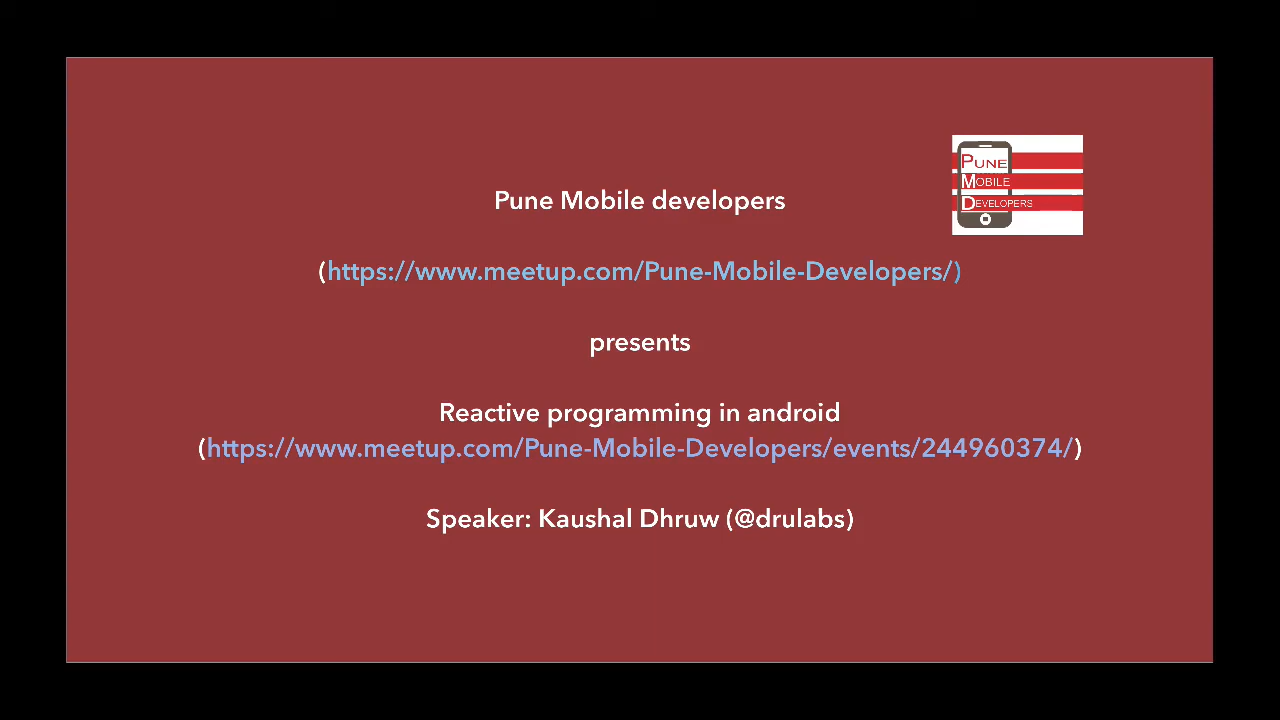 PUNE
MOBILE
DEVELOPERS
Pune Mobile developers
(https://www.meetup.com/Pune-Mobile-Developers/)
presents
Reactive programming in android
(https://www.meetup.com/Pune-Mobile-Developers/events/244960374/)
Speaker: Kaushal Dhruw (@drulabs)